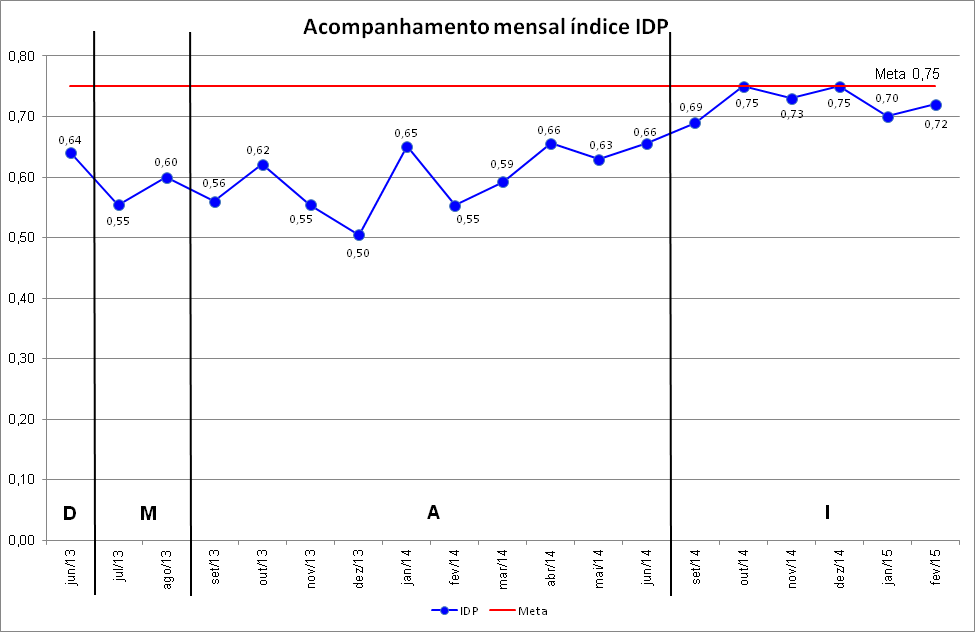 Acompanhamento mensal índice IDP
0,80
0,70
0,60
0,50
0,40
0,30
0,20
0,10
0,00
Meta 0,75
0,64
0,55
0,60
0,56
0,62
0,55
0,50
0,65
0,55
0,59
0,66
0,63
0,66
0,69
0,75
0,73
0,75
0,70
0,72
D
M
A
I
jun/13
jul/13
ago/13
set/13
out/13
nov/13
dez/13
jan/14
fev/14
mar/14
abr/14
mai/14
jun/14
set/14
out/14
nov/14
dez/14
jan/15
fev/15
IDP
Meta